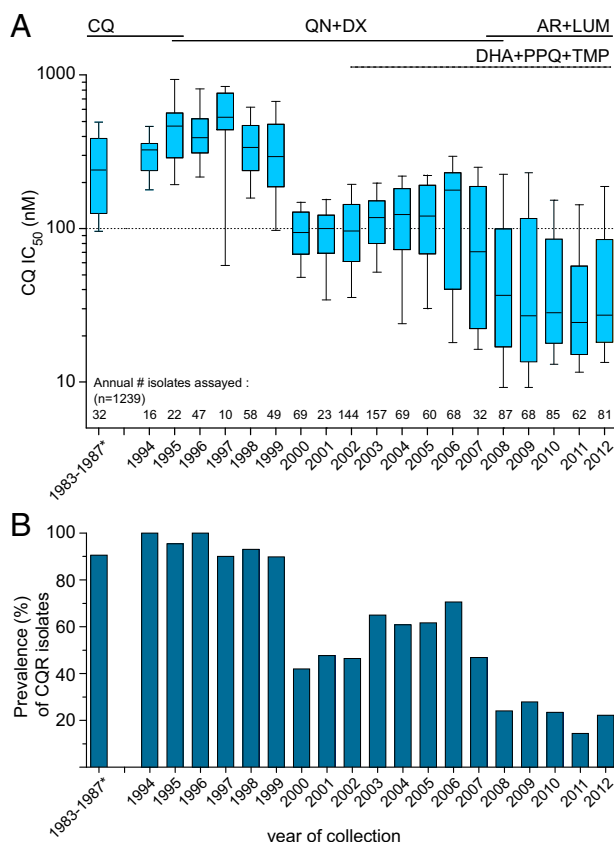 A
CQ QN+DX AR+LUM
DHA+PPQ+TMP
1000
100
10
CQ IC50 (nM)
Annual # isolates assayed :
(n=1239)
32 16 22 47 10 58 49 69 23 144 157 69 60 68 32 87 68 85 62 81
1983-1987* 1994 1995 1996 1997 1998 1999 2000 2001 2002 2003 2004 2005 2006 2007 2008 2009 2010 2011 2012
B
100
80
60
40
20
Prevalence (%)
of CQR isolates
1983-1987* 1994 1995 1996 1997 1998 1999 2000 2001 2002 2003 2004 2005 2006 2007 2008 2009 2010 2011 2012
year of collection